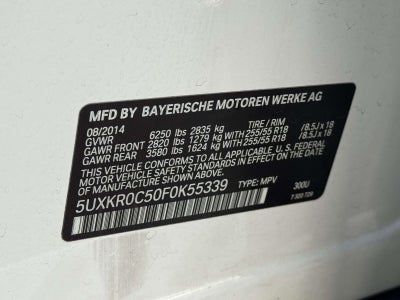 MFD BY BAYERISCHE MOTOREN WERKE AG
08/2014 TIRE / RIM
GVWR 6250 lbs 2835 kg
GAWR FRONT 2820 lbs 1279 kg WITH 255/55 R18 /8.5J x 18
GAWR REAR 3580 lbs 1624 kg WITH 255/55 R18 /8.5J x 18
THIS VEHICLE CONFORMS TO ALL APPLICABLE U.S. FEDERAL
MOTOR VEHICLE SAFETY STANDARDS IN EFFECT ON THE DATE
OF MANUFACTURE SHOWN ABOVE.
5UXKR0C50F0K55339 TYPE: MPV 300U